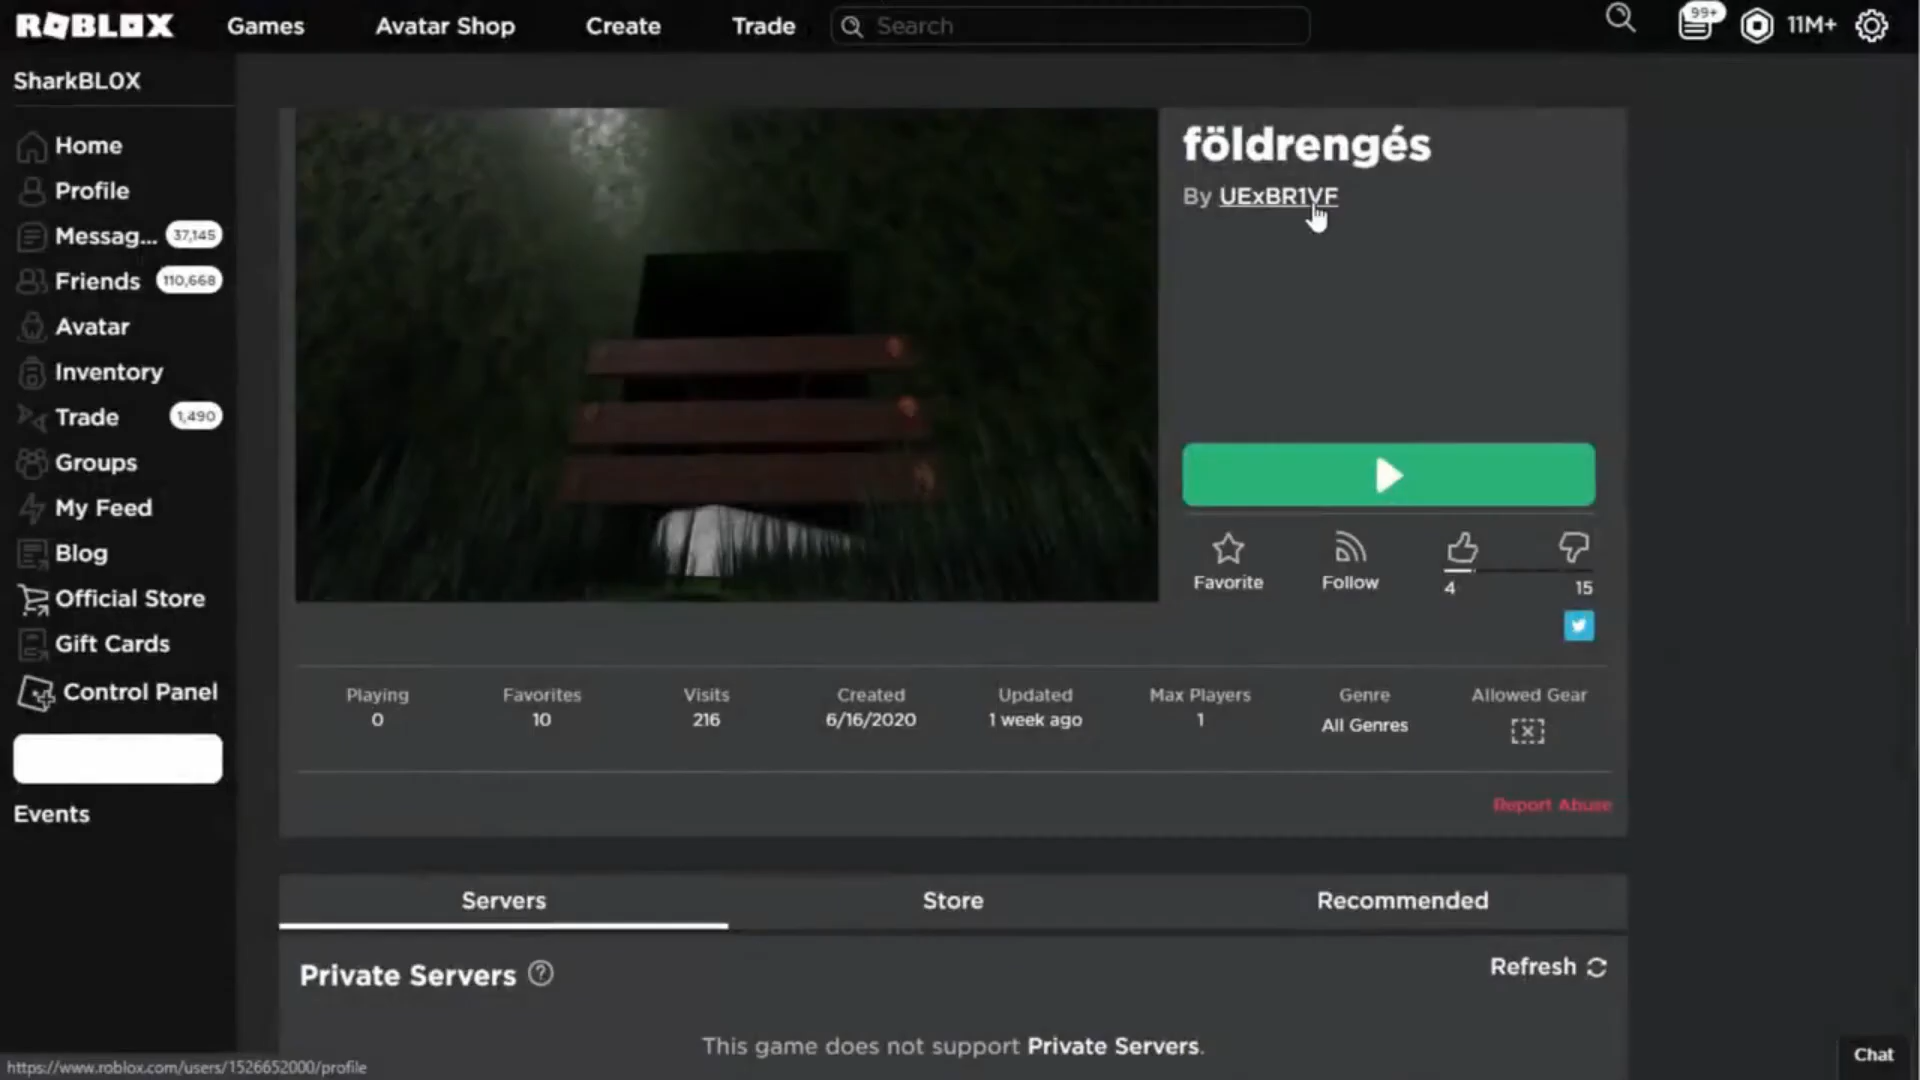 ROBLOX Games Avatar Shop Create Trade Search 99+ 11M+
SharkBLOX
Home
Profile
Messag... 37,145
Friends 110,668
Avatar
Inventory
Trade 1,490
Groups
My Feed
Blog
Official Store
Gift Cards
Control Panel
Events
földrengés
By UExBR1VF
Favorite Follow 4 15
Playing Favorites Visits Created Updated Max Players Genre Allowed Gear
0 10 216 6/16/2020 1 week ago 1 All Genres
Report Abuse
Servers Store Recommended
Private Servers Refresh
This game does not support Private Servers.
Chat
https://www.roblox.com/users/1526652000/profile